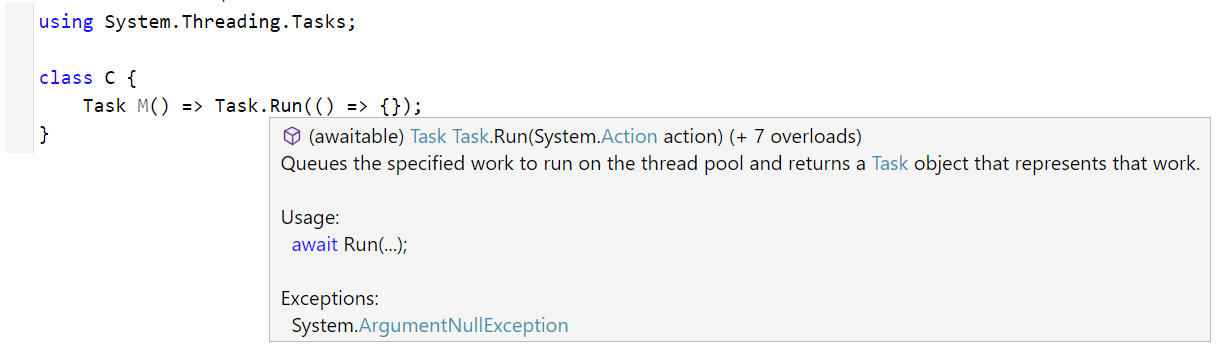 using System.Threading.Tasks;
class C {
Task M() => Task.Run(() => {});
}
(awaitable) Task Task.Run(System.Action action) (+ 7 overloads)
Queues the specified work to run on the thread pool and returns a Task object that represents that work.
Usage:
await Run(...);
Exceptions:
System.ArgumentNullException